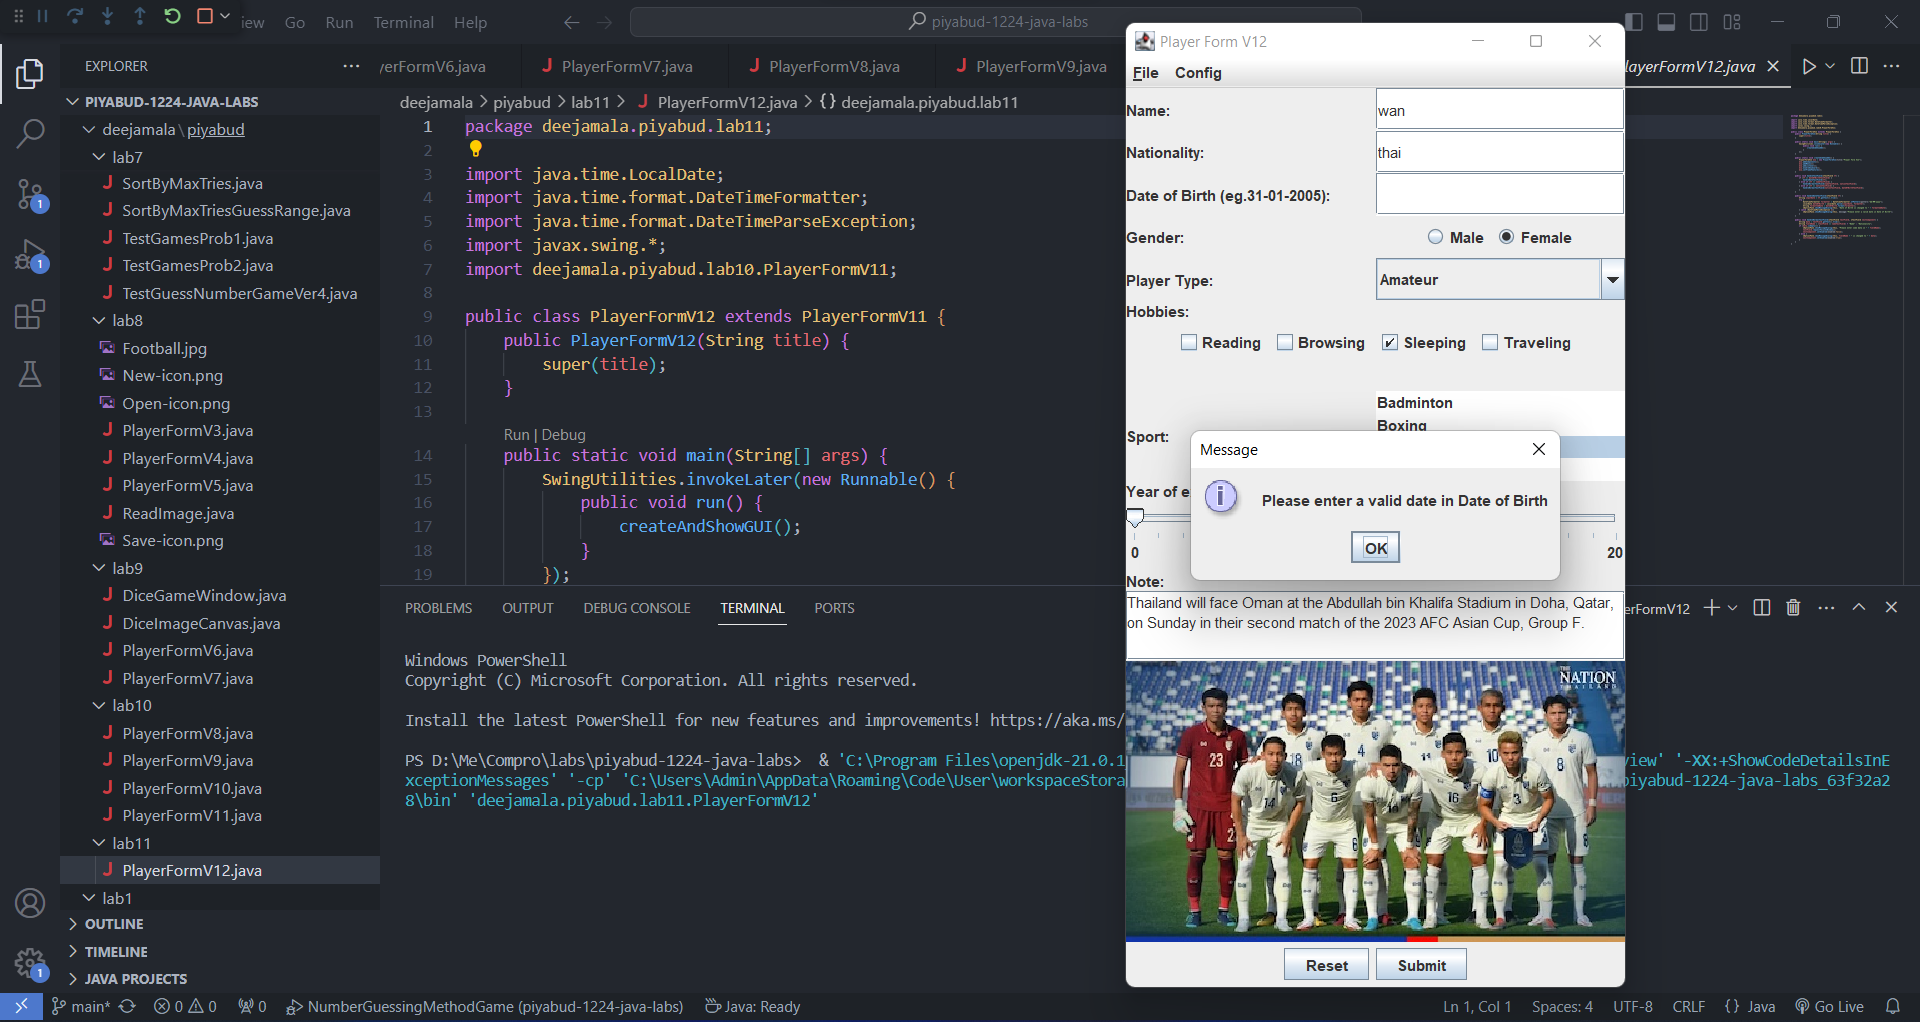 iew Go Run Terminal Help
piyabud-1224-java-labs
EXPLORER
yerFormV6.java
PlayerFormV7.java
PlayerFormV8.java
PlayerFormV9.java
layerFormV12.java
PIYABUD-1224-JAVA-LABS
deejamala \ piyabud
lab7
SortByMaxTries.java
SortByMaxTriesGuessRange.java
TestGamesProb1.java
TestGamesProb2.java
TestGuessNumberGameVer4.java
lab8
Football.jpg
New-icon.png
Open-icon.png
PlayerFormV3.java
PlayerFormV4.java
PlayerFormV5.java
ReadImage.java
Save-icon.png
lab9
DiceGameWindow.java
DiceImageCanvas.java
PlayerFormV6.java
PlayerFormV7.java
lab10
PlayerFormV8.java
PlayerFormV9.java
PlayerFormV10.java
PlayerFormV11.java
lab11
PlayerFormV12.java
lab1
OUTLINE
TIMELINE
JAVA PROJECTS
1
1
1
deejamala > piyabud > lab11 > J PlayerFormV12.java > {} deejamala.piyabud.lab11
1 package deejamala.piyabud.lab11;
2
3 import java.time.LocalDate;
4 import java.time.format.DateTimeFormatter;
5 import java.time.format.DateTimeParseException;
6 import javax.swing.*;
7 import deejamala.piyabud.lab10.PlayerFormV11;
8
9 public class PlayerFormV12 extends PlayerFormV11 {
10 public PlayerFormV12(String title) {
11 super(title);
12 }
13
Run | Debug
14 public static void main(String[] args) {
15 SwingUtilities.invokeLater(new Runnable() {
16 public void run() {
17 createAndShowGUI();
18 }
19 });
PROBLEMS OUTPUT DEBUG CONSOLE TERMINAL PORTS
erFormV12
Windows PowerShell
Copyright (C) Microsoft Corporation. All rights reserved.
Install the latest PowerShell for new features and improvements! https://aka.ms/
PS D:\Me\Compro\labs\piyabud-1224-java-labs> & 'C:\Program Files\openjdk-21.0.1
view' '-XX:+ShowCodeDetailsInE
xceptionMessages' '-cp' 'C:\Users\Admin\AppData\Roaming\Code\User\workspaceStora
piyabud-1224-java-labs_63f32a2
8\bin' 'deejamala.piyabud.lab11.PlayerFormV12'
Player Form V12
File Config
Name: wan
Nationality: thai
Date of Birth (eg.31-01-2005):
Gender: Male Female
Player Type: Amateur
Hobbies:
Reading Browsing Sleeping Traveling
Badminton
Boxing
Sport:
Year of e
0
20
Message
Please enter a valid date in Date of Birth
OK
Note:
Thailand will face Oman at the Abdullah bin Khalifa Stadium in Doha, Qatar,
on Sunday in their second match of the 2023 AFC Asian Cup, Group F.
THE
NATION
THAILAND
23
18
4
10
8
14
6
16
3
Reset Submit
main* 0 0 0 NumberGuessingMethodGame (piyabud-1224-java-labs) Java: Ready
Ln 1, Col 1 Spaces: 4 UTF-8 CRLF {} Java Go Live